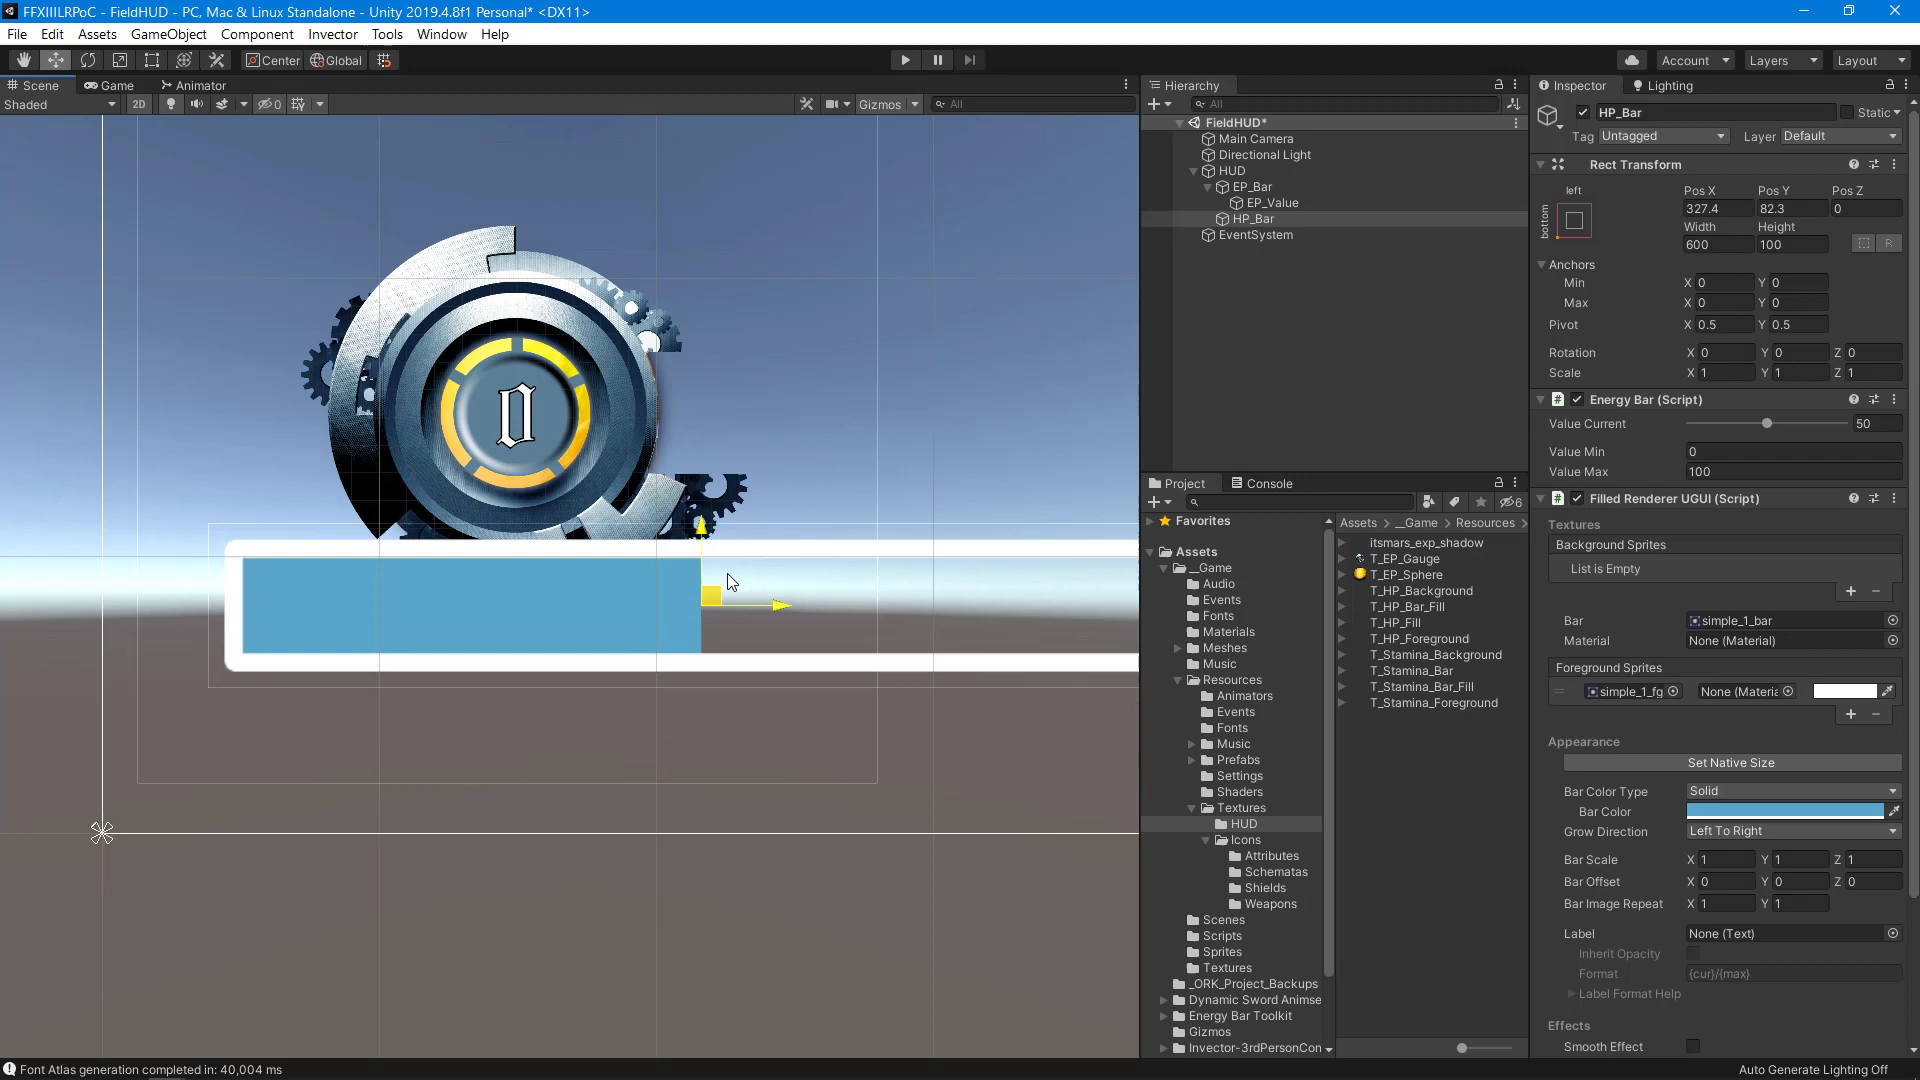 FFXIIILRPoC - FieldHUD - PC, Mac & Linux Standalone - Unity 2019.4.8f1 Personal* <DX11>
File Edit Assets GameObject Component Invector Tools Window Help
Center Global Account Layers Layout
Scene Game Animator
Shaded 2D 0 Gizmos All
0
Hierarchy
All
FieldHUD*
Main Camera
Directional Light
HUD
EP_Bar
EP_Value
HP_Bar
EventSystem
Project Console
6
Favorites
Assets
__Game
Audio
Events
Fonts
Materials
Meshes
Music
Resources
Animators
Events
Fonts
Music
Prefabs
Settings
Shaders
Textures
HUD
Icons
Attributes
Schematas
Shields
Weapons
Scenes
Scripts
Sprites
Textures
_ORK_Project_Backups
Dynamic Sword Animse
Energy Bar Toolkit
Gizmos
Invector-3rdPersonCon
Assets > __Game > Resources >
itsmars_exp_shadow
T_EP_Gauge
T_EP_Sphere
T_HP_Background
T_HP_Bar_Fill
T_HP_Fill
T_HP_Foreground
T_Stamina_Background
T_Stamina_Bar
T_Stamina_Bar_Fill
T_Stamina_Foreground
Inspector Lighting
HP_Bar Static
Tag Untagged Layer Default
Rect Transform
left
bottom
Pos X Pos Y Pos Z
327.4 82.3 0
Width Height
600 100 R
Anchors
Min X 0 Y 0
Max X 0 Y 0
Pivot X 0.5 Y 0.5
Rotation X 0 Y 0 Z 0
Scale X 1 Y 1 Z 1
# Energy Bar (Script)
Value Current 50
Value Min 0
Value Max 100
# Filled Renderer UGUI (Script)
Textures
Background Sprites
List is Empty
+ −
Bar simple_1_bar
Material None (Material)
Foreground Sprites
simple_1_fg None (Materia
+ −
Appearance
Set Native Size
Bar Color Type Solid
Bar Color
Grow Direction Left To Right
Bar Scale X 1 Y 1 Z 1
Bar Offset X 0 Y 0 Z 0
Bar Image Repeat X 1 Y 1
Label None (Text)
Inherit Opacity
Format {cur}/{max}
Label Format Help
Effects
Smooth Effect
Font Atlas generation completed in: 40,004 ms
Auto Generate Lighting Off